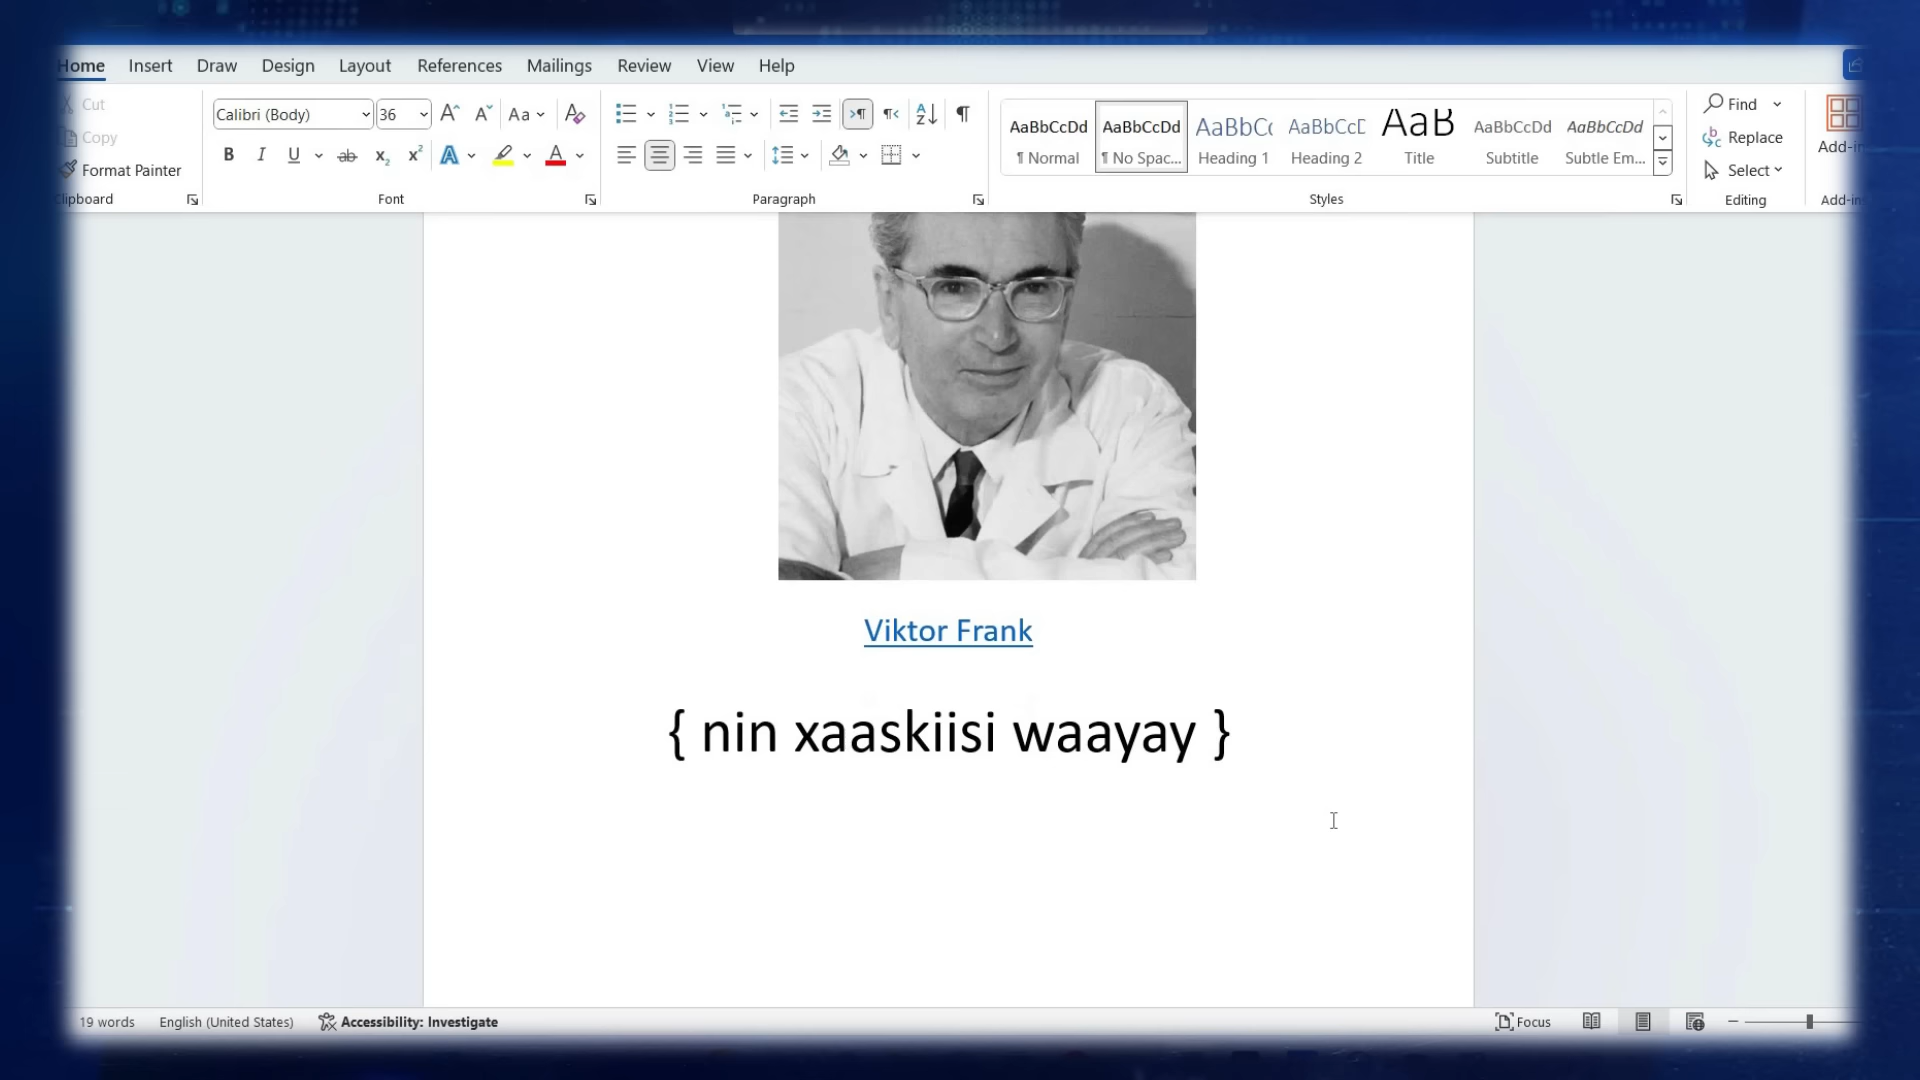 Home Insert Draw Design Layout References Mailings Review View Help
Cut
Copy
Format Painter
Clipboard
Calibri (Body) 36
Font
Paragraph
AaBbCcDd AaBbCcDd AaBbCc AaBbCcD AaB AaBbCcDd AaBbCcDd
¶ Normal ¶ No Spac... Heading 1 Heading 2 Title Subtitle Subtle Em...
Styles
Find
Replace
Select
Editing
Viktor Frank
{ nin xaaskiisi waayay }
19 words English (United States) Accessibility: Investigate Focus